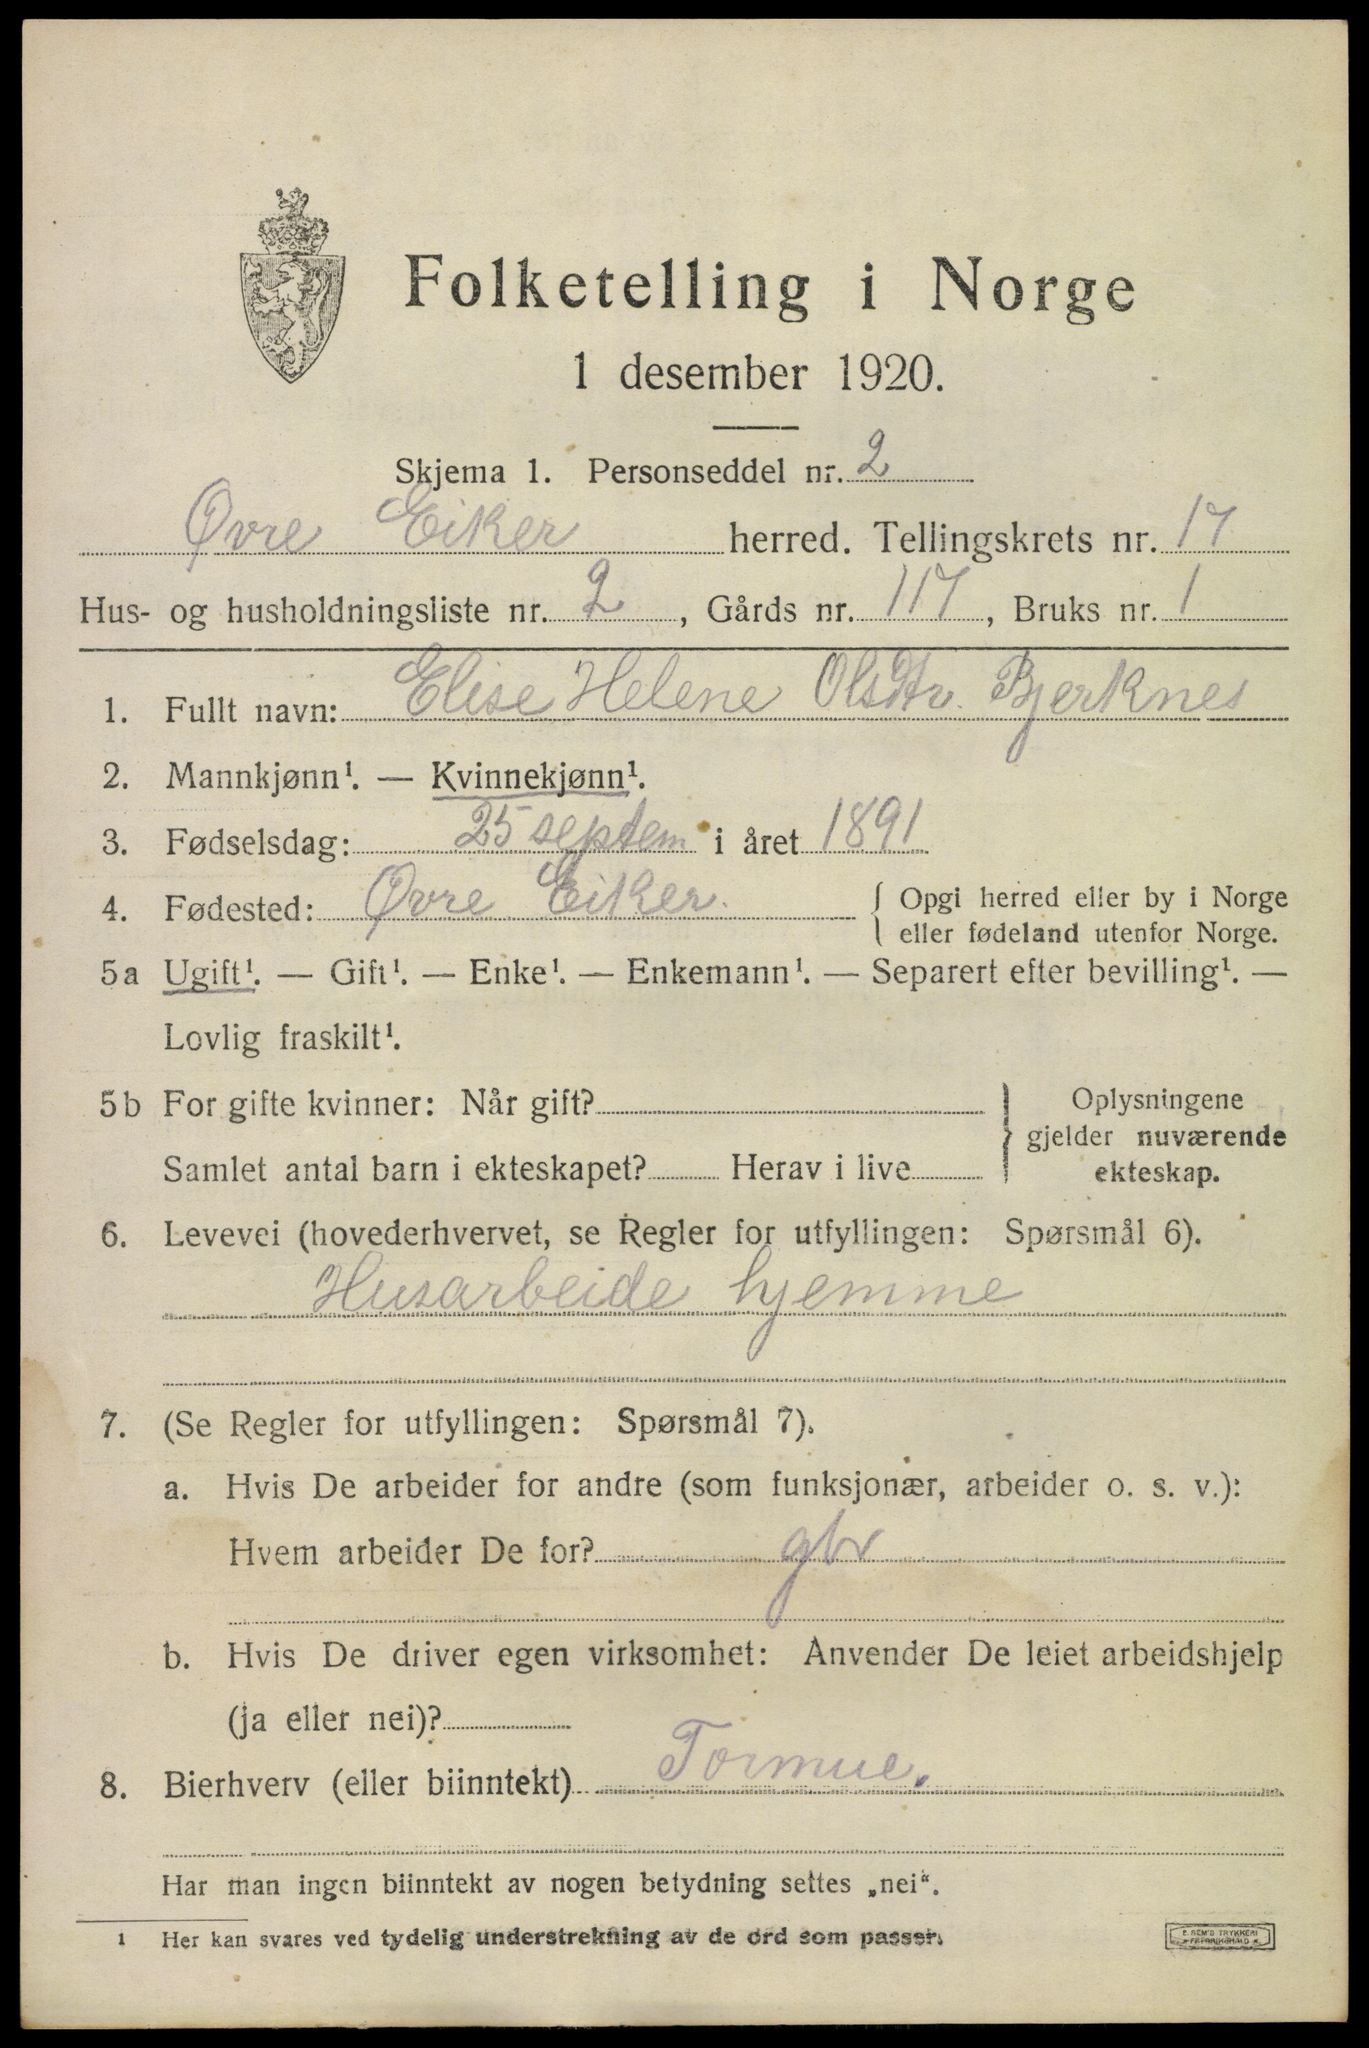 Folketelling i Norge
1 desember 1920.
Skjema 1. Personseddel nr. 2
Øvre Eiker herred. Tellingskrets nr. 17
Hus- og husholdningsliste nr. 2, Gårds nr. 117, Bruks nr. 1
1. Fullt navn: Elise Helene Olsdtr. Bjerknes
2. Mannkjønn¹. — Kvinnekjønn¹.
3. Fødselsdag: 25 septem i året 1891
4. Fødested: Øvre Eiker. { Opgi herred eller by i Norge
eller fødeland utenfor Norge.
5a Ugift¹. — Gift¹. — Enke¹. — Enkemann¹. — Separert efter bevilling¹. —
Lovlig fraskilt¹.
5b For gifte kvinner: Når gift?
Samlet antal barn i ekteskapet? Herav i live
} Oplysningene
gjelder nuværende
ekteskap.
6. Levevei (hovederhvervet, se Regler for utfyllingen: Spørsmål 6).
Husarbeide hjemme
7. (Se Regler for utfyllingen: Spørsmål 7).
a. Hvis De arbeider for andre (som funksjonær, arbeider o. s. v.):
Hvem arbeider De for? gbr
b. Hvis De driver egen virksomhet: Anvender De leiet arbeidshjelp
(ja eller nei)?
8. Bierhverv (eller biinntekt) Formue.
Har man ingen biinntekt av nogen betydning settes „nei“.
1 Her kan svares ved tydelig understrekning av de ord som passer.